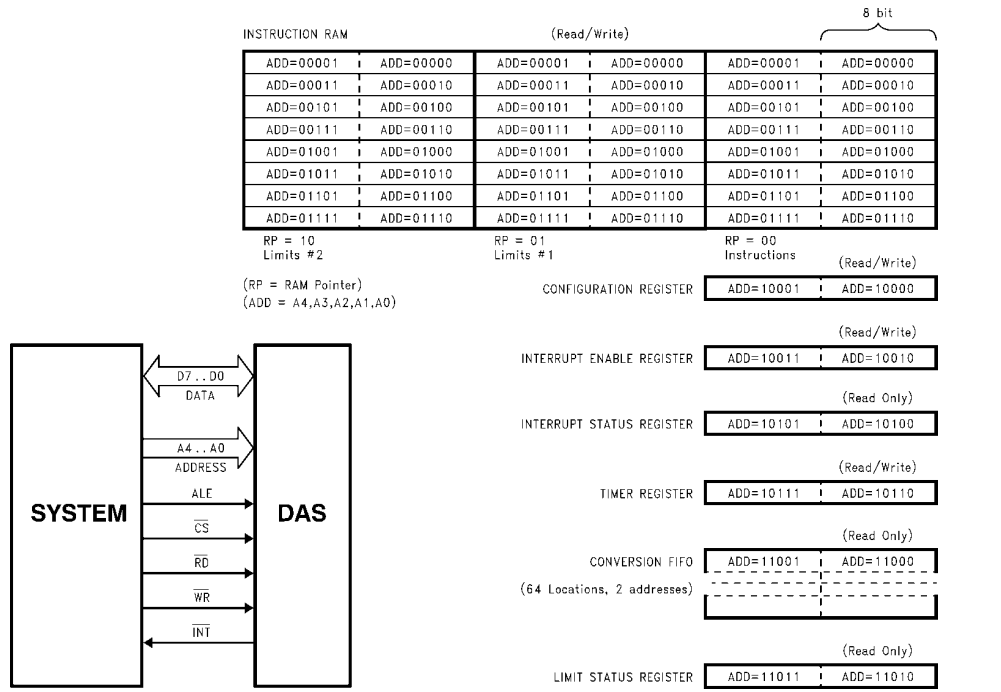 8 bit
INSTRUCTION RAM (Read/Write)
ADD=00001 ADD=00000 ADD=00001 ADD=00000 ADD=00001 ADD=00000
ADD=00011 ADD=00010 ADD=00011 ADD=00010 ADD=00011 ADD=00010
ADD=00101 ADD=00100 ADD=00101 ADD=00100 ADD=00101 ADD=00100
ADD=00111 ADD=00110 ADD=00111 ADD=00110 ADD=00111 ADD=00110
ADD=01001 ADD=01000 ADD=01001 ADD=01000 ADD=01001 ADD=01000
ADD=01011 ADD=01010 ADD=01011 ADD=01010 ADD=01011 ADD=01010
ADD=01101 ADD=01100 ADD=01101 ADD=01100 ADD=01101 ADD=01100
ADD=01111 ADD=01110 ADD=01111 ADD=01110 ADD=01111 ADD=01110
RP = 10 RP = 01 RP = 00
Limits #2 Limits #1 Instructions
(RP = RAM Pointer)
(ADD = A4,A3,A2,A1,A0)
(Read/Write)
CONFIGURATION REGISTER ADD=10001 ADD=10000
(Read/Write)
INTERRUPT ENABLE REGISTER ADD=10011 ADD=10010
(Read Only)
INTERRUPT STATUS REGISTER ADD=10101 ADD=10100
(Read/Write)
TIMER REGISTER ADD=10111 ADD=10110
(Read Only)
CONVERSION FIFO ADD=11001 ADD=11000
(64 Locations, 2 addresses)
(Read Only)
LIMIT STATUS REGISTER ADD=11011 ADD=11010
SYSTEM
D7..D0
DATA
A4..A0
ADDRESS
ALE
C̅S̅
R̅D̅
W̅R̅
I̅N̅T̅
DAS